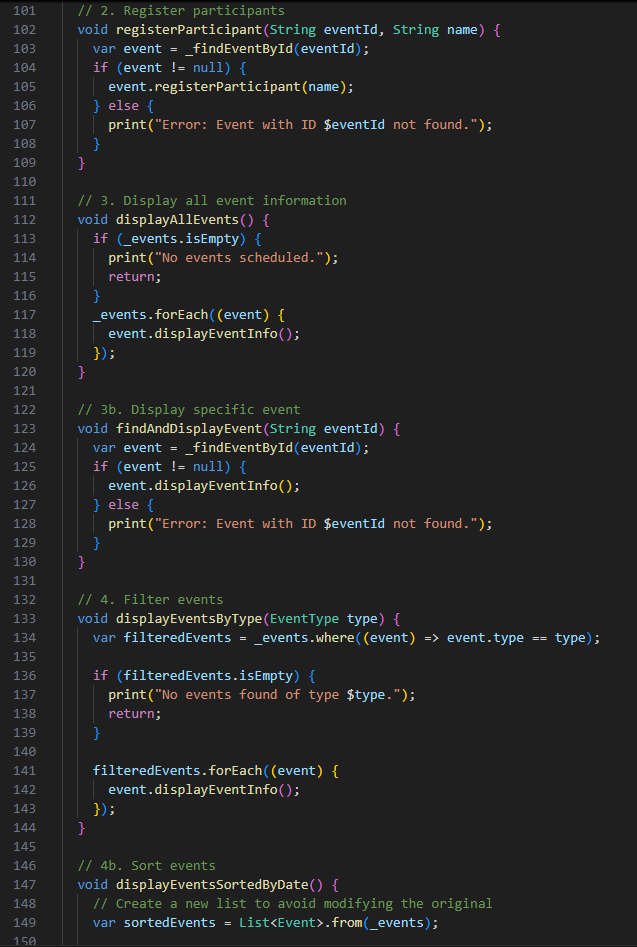 101 // 2. Register participants
102 void registerParticipant(String eventId, String name) {
103 var event = _findEventById(eventId);
104 if (event != null) {
105 event.registerParticipant(name);
106 } else {
107 print("Error: Event with ID $eventId not found.");
108 }
109 }
110
111 // 3. Display all event information
112 void displayAllEvents() {
113 if (_events.isEmpty) {
114 print("No events scheduled.");
115 return;
116 }
117 _events.forEach((event) {
118 event.displayEventInfo();
119 });
120 }
121
122 // 3b. Display specific event
123 void findAndDisplayEvent(String eventId) {
124 var event = _findEventById(eventId);
125 if (event != null) {
126 event.displayEventInfo();
127 } else {
128 print("Error: Event with ID $eventId not found.");
129 }
130 }
131
132 // 4. Filter events
133 void displayEventsByType(EventType type) {
134 var filteredEvents = _events.where((event) => event.type == type);
135
136 if (filteredEvents.isEmpty) {
137 print("No events found of type $type.");
138 return;
139 }
140
141 filteredEvents.forEach((event) {
142 event.displayEventInfo();
143 });
144 }
145
146 // 4b. Sort events
147 void displayEventsSortedByDate() {
148 // Create a new list to avoid modifying the original
149 var sortedEvents = List<Event>.from(_events);
150